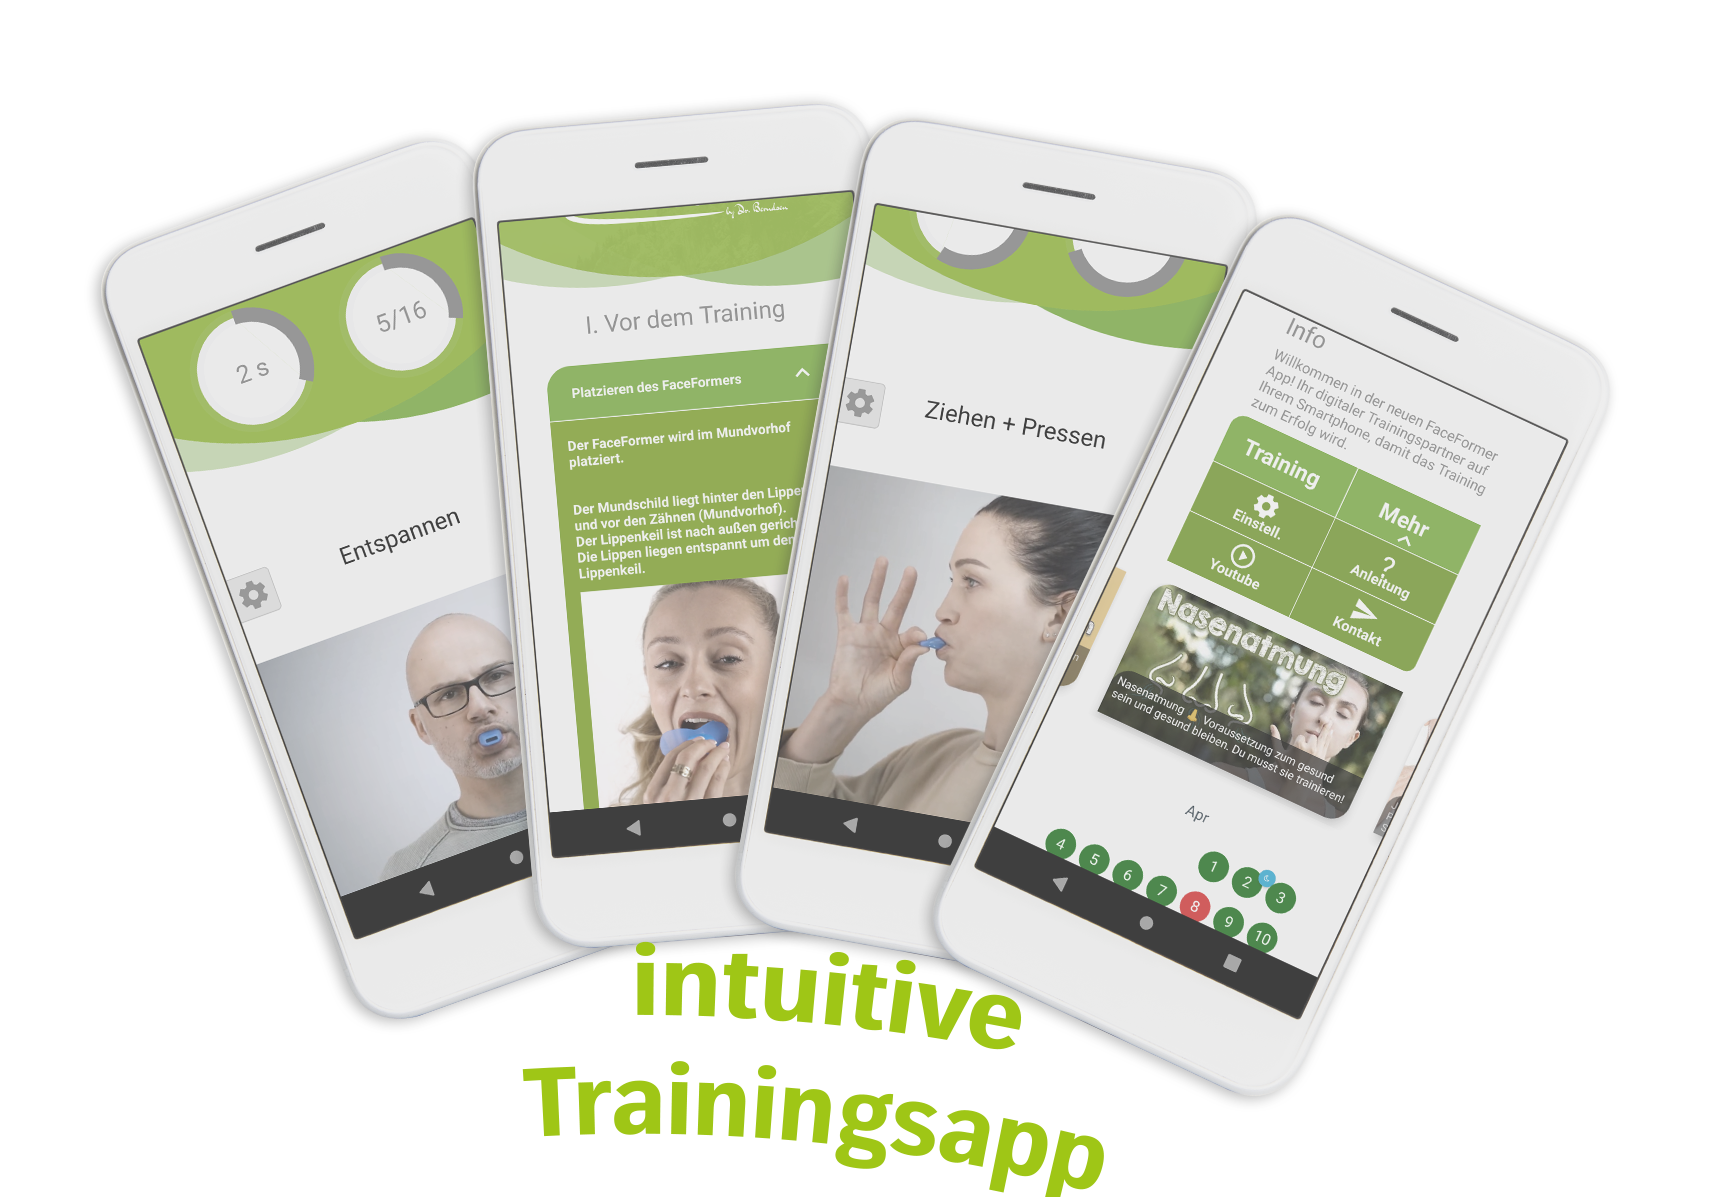 2 s
5/16
Entspannen
by Dr. Berndsen
I. Vor dem Training
Platzieren des FaceFormers
Der FaceFormer wird im Mundvorhof
platziert.
Der Mundschild liegt hinter den Lippe
und vor den Zähnen (Mundvorhof).
Der Lippenkeil ist nach außen gerich
Die Lippen liegen entspannt um den
Lippenkeil.
Ziehen + Pressen
Info
Willkommen in der neuen FaceFormer
App! Ihr digitaler Trainingspartner auf
Ihrem Smartphone, damit das Training
zum Erfolg wird.
Training
Mehr
Einstell.
?
Anleitung
Youtube
Kontakt
Nasenatmung
Nasenatmung 👃 Voraussetzung zum gesund
sein und gesund bleiben. Du musst sie trainieren!
Apr
1 2 3
4 5 6 7 8 9 10
intuitive
Trainingsapp